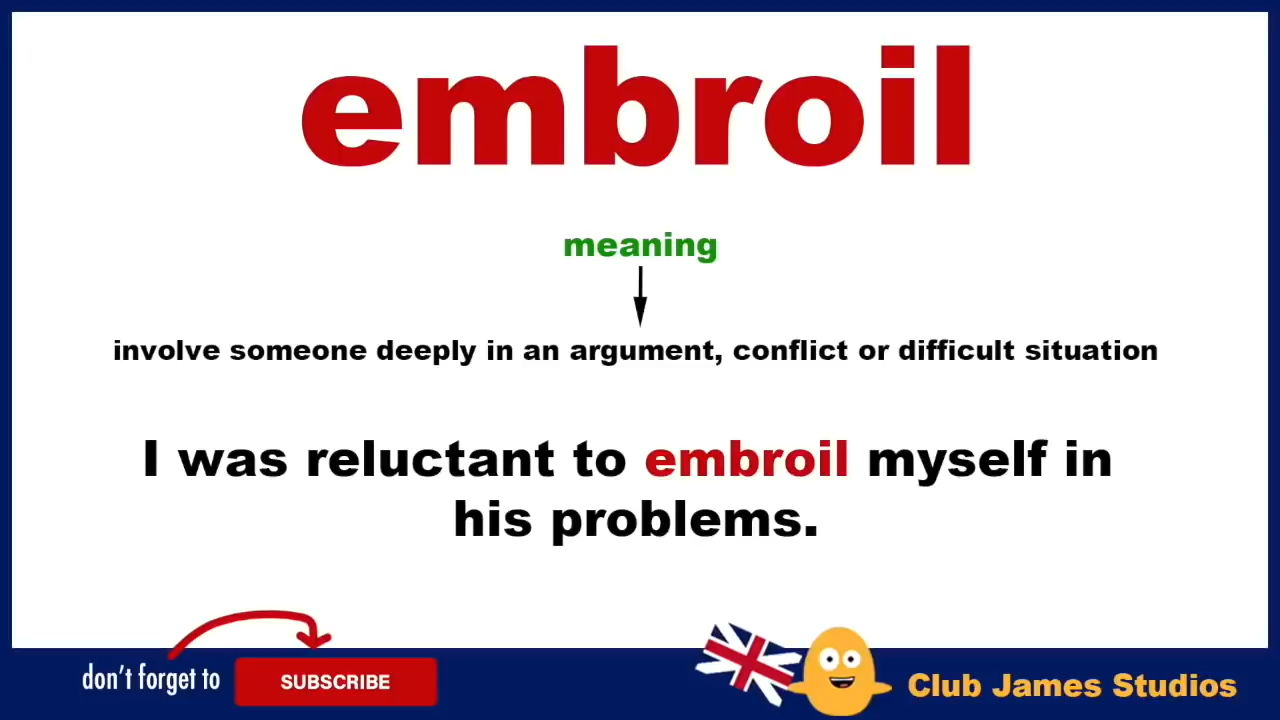 embroil
meaning
involve someone deeply in an argument, conflict or difficult situation
I was reluctant to embroil myself in
his problems.
don't forget to SUBSCRIBE
Club James Studios